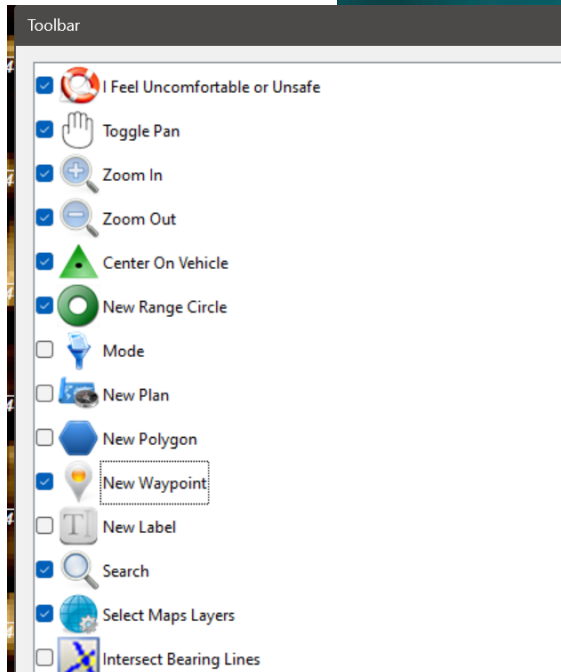 Toolbar
I Feel Uncomfortable or Unsafe
Toggle Pan
Zoom In
Zoom Out
Center On Vehicle
New Range Circle
Mode
New Plan
New Polygon
New Waypoint
T New Label
Search
Select Maps Layers
Intersect Bearing Lines